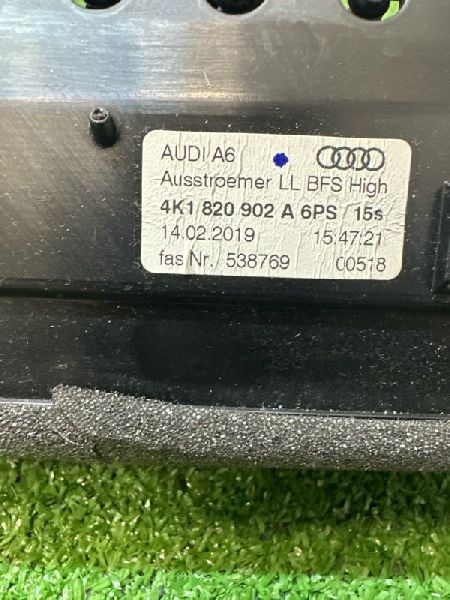 AUDI A6
Ausstroemer LL BFS High
4K1 820 902 A 6PS / 15s
14.02.2019 15:47:21
fas Nr. 538769 00518